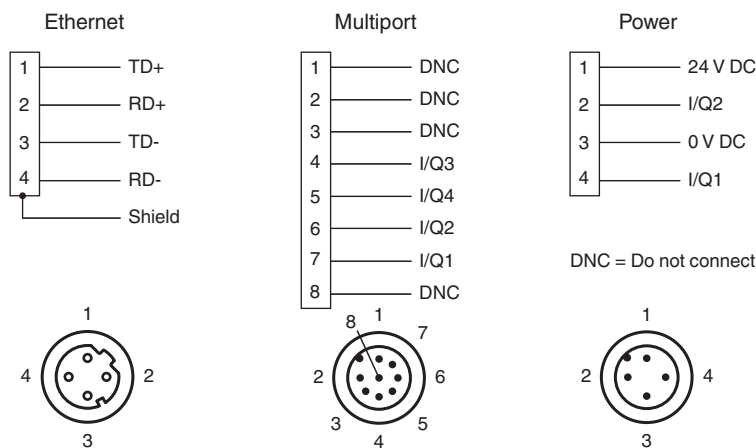 Ethernet
1 TD+
2 RD+
3 TD-
4 RD-
Shield
Multiport
1 DNC
2 DNC
3 DNC
4 I/Q3
5 I/Q4
6 I/Q2
7 I/Q1
8 DNC
Power
1 24 V DC
2 I/Q2
3 0 V DC
4 I/Q1
DNC = Do not connect
1
4 2
3
8 1 7
2 6
3 4 5
1
2 4
3